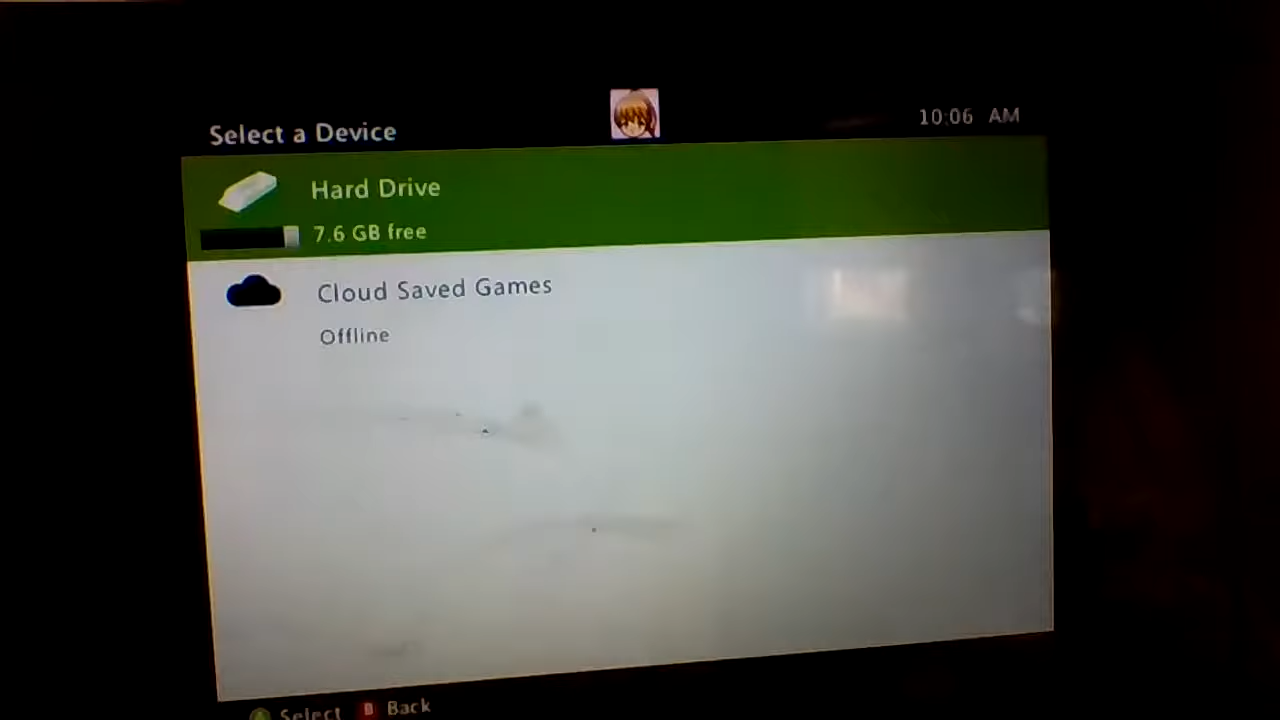 Select a Device
10:06 AM
Hard Drive
7.6 GB free
Cloud Saved Games
Offline
A Select B Back